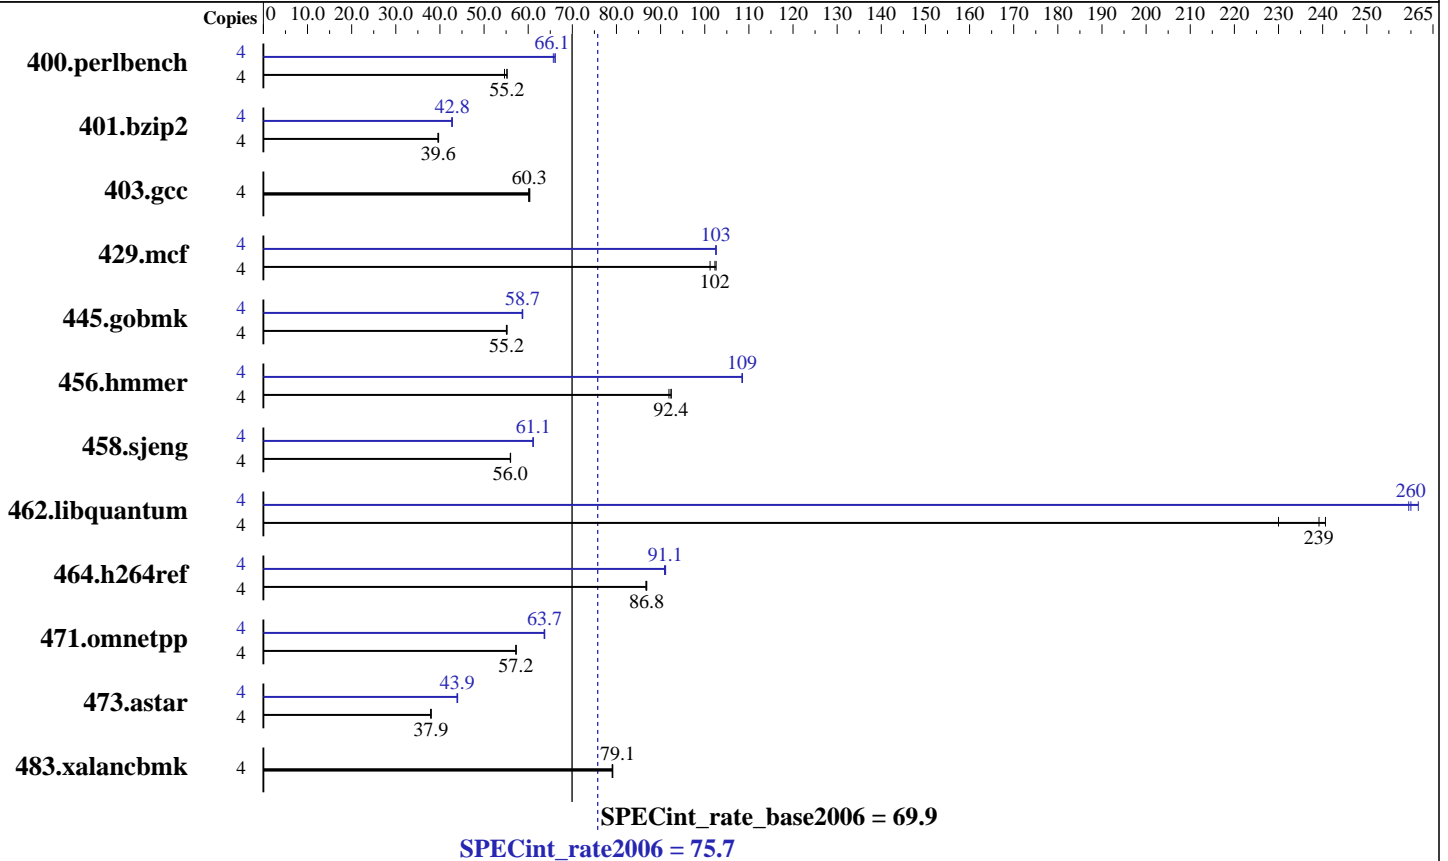 Copies 0 10.0 20.0 30.0 40.0 50.0 60.0 70.0 80.0 90.0 100 110 120 130 140 150 160 170 180 190 200 210 220 230 240 250 265
400.perlbench 4 66.1
4 55.2
401.bzip2 4 42.8
4 39.6
403.gcc 4 60.3
429.mcf 4 103
4 102
445.gobmk 4 58.7
4 55.2
456.hmmer 4 109
4 92.4
458.sjeng 4 61.1
4 56.0
462.libquantum 4 260
4 239
464.h264ref 4 91.1
4 86.8
471.omnetpp 4 63.7
4 57.2
473.astar 4 43.9
4 37.9
483.xalancbmk 4 79.1
SPECint_rate_base2006 = 69.9
SPECint_rate2006 = 75.7